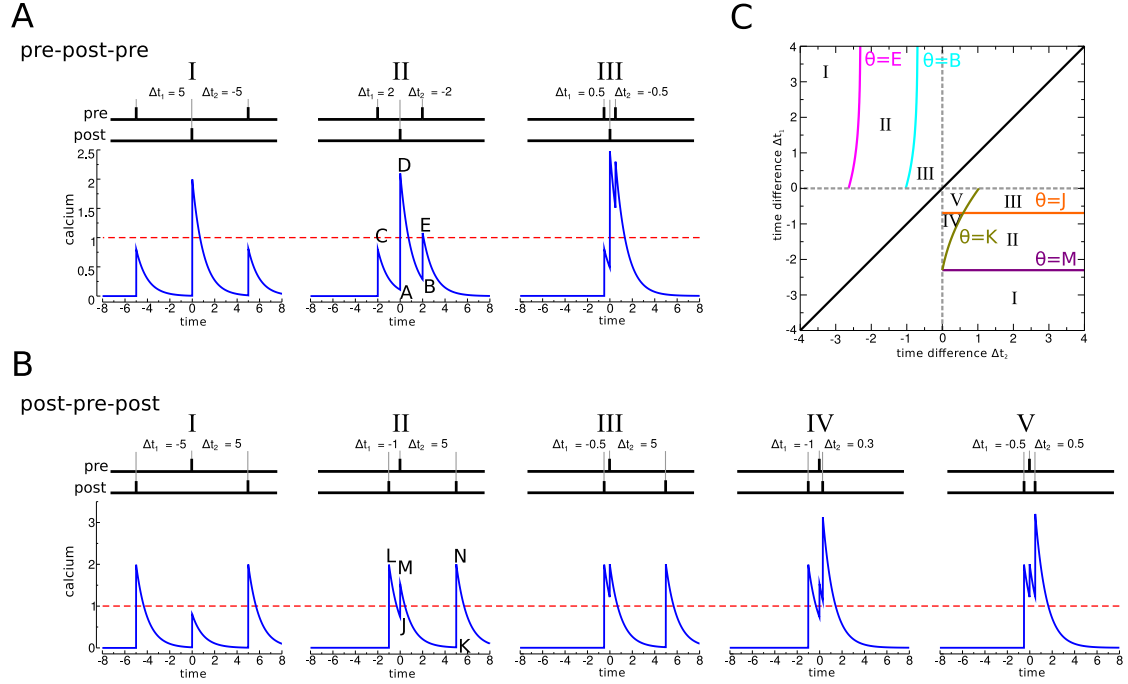 A
pre-post-pre
I II III
Δt₁ = 5 Δt₂ = -5 Δt₁ = 2 Δt₂ = -2 Δt₁ = 0.5 Δt₂ = -0.5
pre
post
calcium
2.5
2
1.5
1
0.5
0
D
C
E
A
B
-8 -6 -4 -2 0 2 4 6 8 -8 -6 -4 -2 0 2 4 6 8 -8 -6 -4 -2 0 2 4 6 8
time time time
B
post-pre-post
I II III IV V
Δt₁ = -5 Δt₂ = 5 Δt₁ = -1 Δt₂ = 5 Δt₁ = -0.5 Δt₂ = 5 Δt₁ = -1 Δt₂ = 0.3 Δt₁ = -0.5 Δt₂ = 0.5
pre
post
calcium
3
2
1
0
L
M
N
J
K
-8 -6 -4 -2 0 2 4 6 8 -8 -6 -4 -2 0 2 4 6 8 -8 -6 -4 -2 0 2 4 6 8 -8 -6 -4 -2 0 2 4 6 8 -8 -6 -4 -2 0 2 4 6 8
time time time time time
C
time difference Δt₁
4
3
2
1
0
-1
-2
-3
-4
I
θ=E
θ=B
II
III
V
III
θ=J
IV
θ=K
II
θ=M
I
-4 -3 -2 -1 0 1 2 3 4
time difference Δt₂